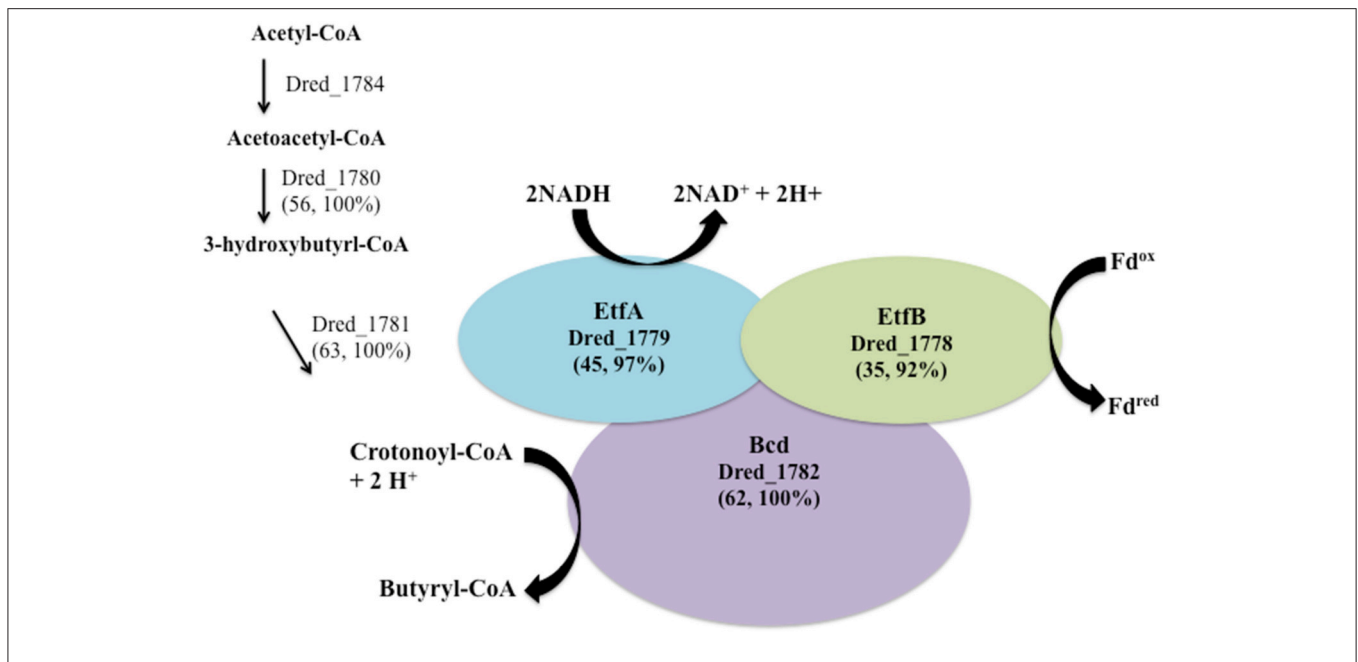 Acetyl-CoA
Dred_1784
Acetoacetyl-CoA
Dred_1780
(56, 100%)
3-hydroxybutyrl-CoA
Dred_1781
(63, 100%)
2NADH
2NAD⁺ + 2H+
EtfA
Dred_1779
(45, 97%)
EtfB
Dred_1778
(35, 92%)
Fdᵒˣ
Fdʳᵉᵈ
Bcd
Dred_1782
(62, 100%)
Crotonoyl-CoA
+ 2 H⁺
Butyryl-CoA